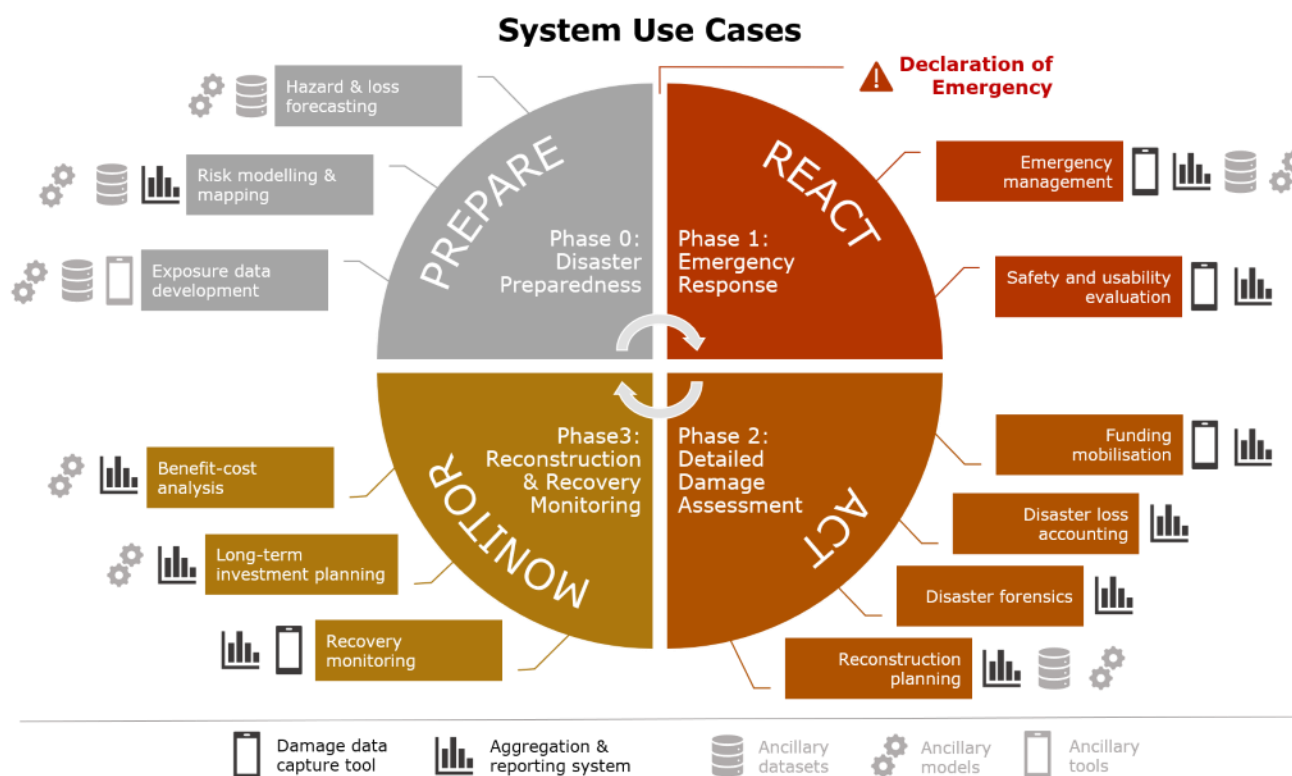 System Use Cases
Declaration of
Emergency
Hazard & loss
forecasting
Risk modelling &
mapping
Exposure data
development
PREPARE
Phase 0:
Disaster
Preparedness
REACT
Phase 1:
Emergency
Response
Emergency
management
Safety and usability
evaluation
MONITOR
Phase3:
Reconstruction
& Recovery
Monitoring
Benefit-cost
analysis
Long-term
investment planning
Recovery
monitoring
ACT
Phase 2:
Detailed
Damage
Assessment
Funding
mobilisation
Disaster loss
accounting
Disaster forensics
Reconstruction
planning
Damage data
capture tool
Aggregation &
reporting system
Ancillary
datasets
Ancillary
models
Ancillary
tools